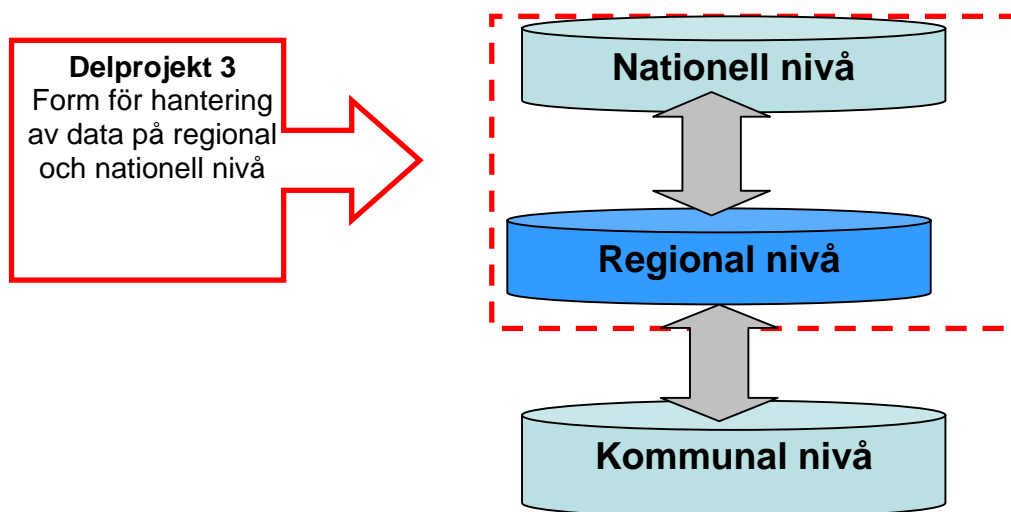 Delprojekt 3
Form för hantering
av data på regional
och nationell nivå
Nationell nivå
Regional nivå
Kommunal nivå